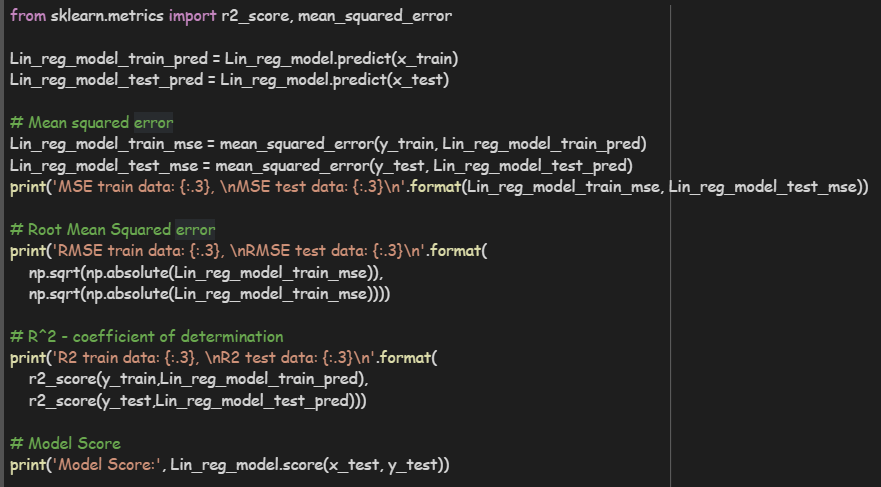 from sklearn.metrics import r2_score, mean_squared_error
Lin_reg_model_train_pred = Lin_reg_model.predict(x_train)
Lin_reg_model_test_pred = Lin_reg_model.predict(x_test)
# Mean squared error
Lin_reg_model_train_mse = mean_squared_error(y_train, Lin_reg_model_train_pred)
Lin_reg_model_test_mse = mean_squared_error(y_test, Lin_reg_model_test_pred)
print('MSE train data: {:.3}, \nMSE test data: {:.3}\n'.format(Lin_reg_model_train_mse, Lin_reg_model_test_mse))
# Root Mean Squared error
print('RMSE train data: {:.3}, \nRMSE test data: {:.3}\n'.format(
    np.sqrt(np.absolute(Lin_reg_model_train_mse)),
    np.sqrt(np.absolute(Lin_reg_model_train_mse))))
# R^2 - coefficient of determination
print('R2 train data: {:.3}, \nR2 test data: {:.3}\n'.format(
    r2_score(y_train,Lin_reg_model_train_pred),
    r2_score(y_test,Lin_reg_model_test_pred)))
# Model Score
print('Model Score:', Lin_reg_model.score(x_test, y_test))